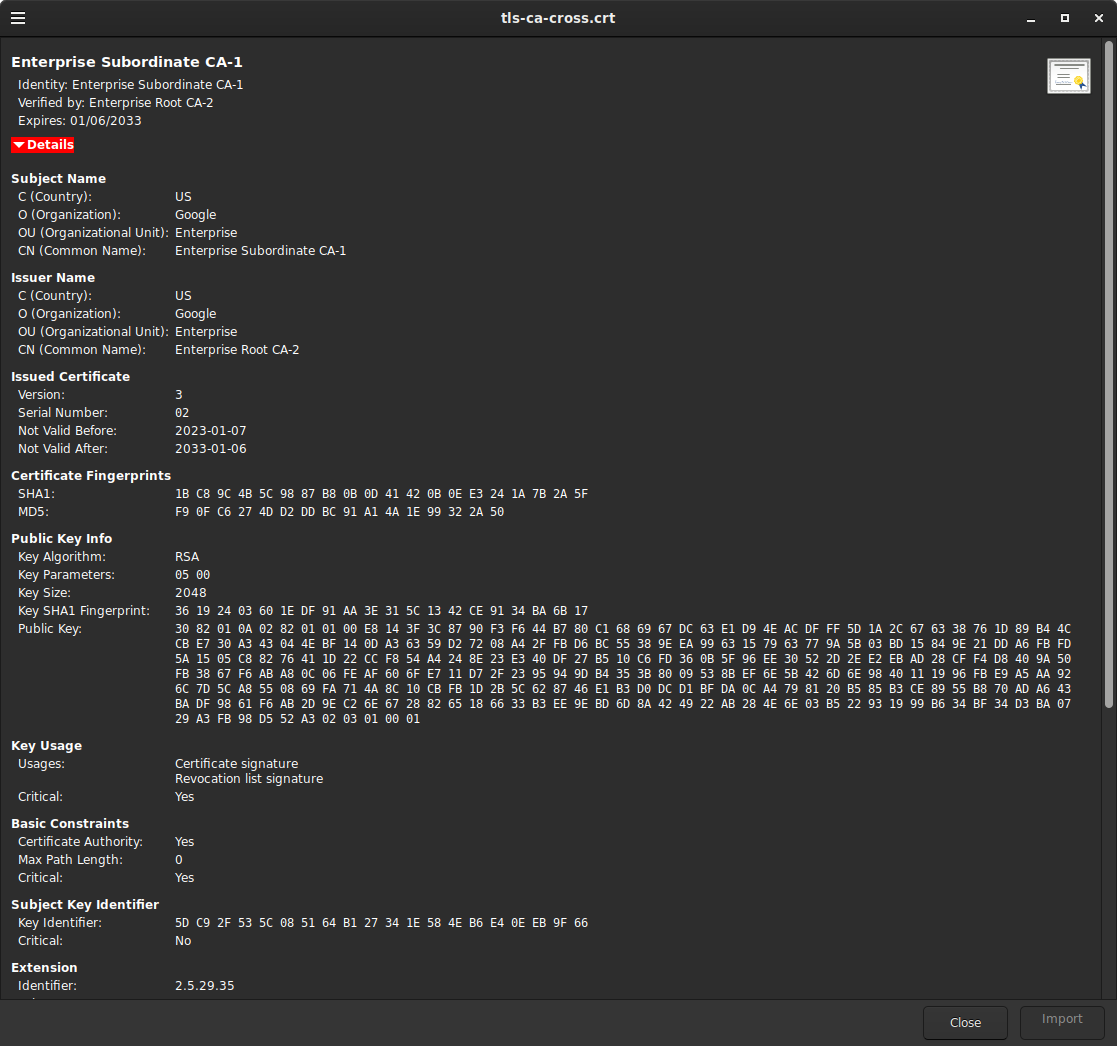 tls-ca-cross.crt
Enterprise Subordinate CA-1
Identity: Enterprise Subordinate CA-1
Verified by: Enterprise Root CA-2
Expires: 01/06/2033
Details
Subject Name
C (Country): US
O (Organization): Google
OU (Organizational Unit): Enterprise
CN (Common Name): Enterprise Subordinate CA-1
Issuer Name
C (Country): US
O (Organization): Google
OU (Organizational Unit): Enterprise
CN (Common Name): Enterprise Root CA-2
Issued Certificate
Version: 3
Serial Number: 02
Not Valid Before: 2023-01-07
Not Valid After: 2033-01-06
Certificate Fingerprints
SHA1: 1B C8 9C 4B 5C 98 87 B8 0B 0D 41 42 0B 0E E3 24 1A 7B 2A 5F
MD5: F9 0F C6 27 4D D2 DD BC 91 A1 4A 1E 99 32 2A 50
Public Key Info
Key Algorithm: RSA
Key Parameters: 05 00
Key Size: 2048
Key SHA1 Fingerprint: 36 19 24 03 60 1E DF 91 AA 3E 31 5C 13 42 CE 91 34 BA 6B 17
Public Key: 30 82 01 0A 02 82 01 01 00 E8 14 3F 3C 87 90 F3 F6 44 B7 80 C1 68 69 67 DC 63 E1 D9 4E AC DF FF 5D 1A 2C 67 63 38 76 1D 89 B4 4C
CB E7 30 A3 43 04 4E BF 14 0D A3 63 59 D2 72 08 A4 2F FB D6 BC 55 38 9E EA 99 63 15 79 63 77 9A 5B 03 BD 15 84 9E 21 DD A6 FB FD
5A 15 05 C8 82 76 41 1D 22 CC F8 54 A4 24 8E 23 E3 40 DF 27 B5 10 C6 FD 36 0B 5F 96 EE 30 52 2D 2E E2 EB AD 28 CF F4 D8 40 9A 50
FB 38 67 F6 AB A8 0C 06 FE AF 60 6F E7 11 D7 2F 23 95 94 9D B4 35 3B 80 09 53 8B EF 6E 5B 42 6D 6E 98 40 11 19 96 FB E9 A5 AA 92
6C 7D 5C A8 55 08 69 FA 71 4A 8C 10 CB FB 1D 2B 5C 62 87 46 E1 B3 D0 DC D1 BF DA 0C A4 79 81 20 B5 85 B3 CE 89 55 B8 70 AD A6 43
BA DF 98 61 F6 AB 2D 9E C2 6E 67 28 82 65 18 66 33 B3 EE 9E BD 6D 8A 42 49 22 AB 28 4E 6E 03 B5 22 93 19 99 B6 34 BF 34 D3 BA 07
29 A3 FB 98 D5 52 A3 02 03 01 00 01
Key Usage
Usages: Certificate signature
Revocation list signature
Critical: Yes
Basic Constraints
Certificate Authority: Yes
Max Path Length: 0
Critical: Yes
Subject Key Identifier
Key Identifier: 5D C9 2F 53 5C 08 51 64 B1 27 34 1E 58 4E B6 E4 0E EB 9F 66
Critical: No
Extension
Identifier: 2.5.29.35
Close Import